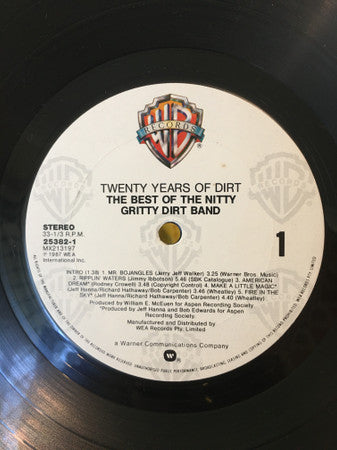 WB
RECORDS
TWENTY YEARS OF DIRT
THE BEST OF THE NITTY
GRITTY DIRT BAND
STEREO
33-1/3 R.P.M.
25382-1
MX213197
℗ 1987 WEA
International Inc.
1
INTRO (1.38) 1. MR. BOJANGLES (Jerry Jeff Walker) 3.25 (Warner Bros. Music)
2. RIPPLIN' WATERS (Jimmy Ibbotson) 5.46 (SBK Catalogue) 3. AMERICAN
DREAM* (Rodney Crowell) 3.48 (Copyright Control) 4. MAKE A LITTLE MAGIC*
(Jeff Hanna/Richard Hathaway/Bob Carpenter) 3.46 (Wheatley) 5. FIRE IN THE
SKY* (Jeff Hanna/Richard Hathaway/Bob Carpenter) 4.40 (Wheatley)
Produced by William E. McEuen for Aspen Recording Society
*Produced by Jeff Hanna and Bob Edwards for Aspen
Recording Society
Manufactured and Distributed by
WEA Records Pty. Limited
a Warner Communications Company